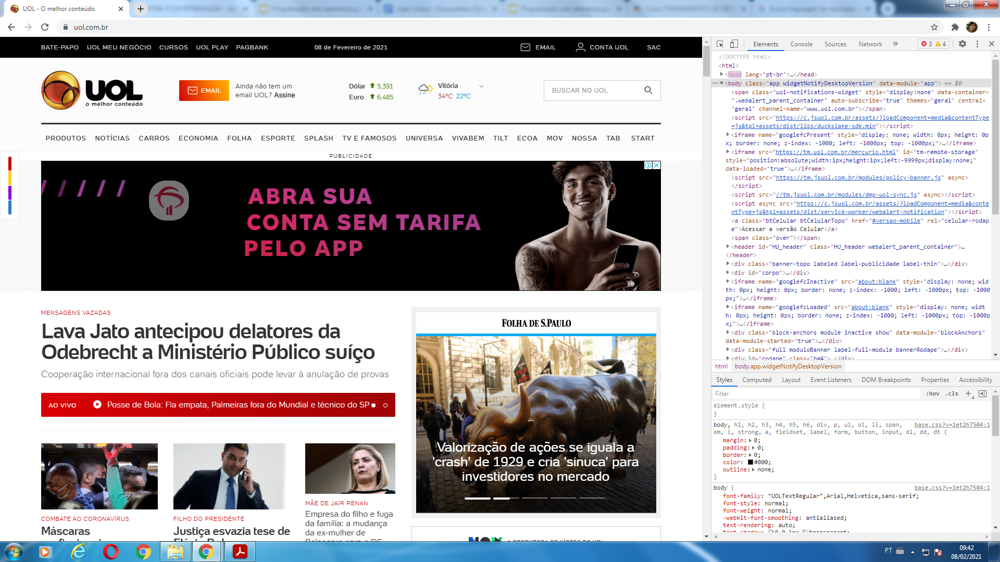 UOL - O melhor conteúdo
uol.com.br
BATE-PAPO UOL MEU NEGÓCIO CURSOS UOL PLAY PAGBANK 08 de Fevereiro de 2021 EMAIL CONTA UOL SAC
UOL
o melhor conteúdo
EMAIL
Ainda não tem um
email UOL? Assine
Dólar 5,391
Euro 6,485
Vitória
34ºC 22ºC
BUSCAR NO UOL
PRODUTOS NOTÍCIAS CARROS ECONOMIA FOLHA ESPORTE SPLASH TV E FAMOSOS UNIVERSA VIVABEM TILT ECOA MOV NOSSA TAB START
PUBLICIDADE
ABRA SUA
CONTA SEM TARIFA
PELO APP
MENSAGENS VAZADAS
Lava Jato antecipou delatores da
Odebrecht a Ministério Público suíço
Cooperação internacional fora dos canais oficiais pode levar à anulação de provas
AO VIVO Posse de Bola: Fla empata, Palmeiras fora do Mundial e técnico do SP
FOLHA DE S.PAULO
Valorização de ações se iguala a
'crash' de 1929 e cria 'sinuca' para
investidores no mercado
COMBATE AO CORONAVÍRUS
Máscaras
FILHO DO PRESIDENTE
Justiça esvazia tese de
MÃE DE JAIR RENAN
Empresa do filho e fuga
da família: a mudança
da ex-mulher de
Elements Console Sources Network » 3 4
<!DOCTYPE html>
<html>
<head lang="pt-br">…</head>
<body class="app widgetNotifyDesktopVersion" data-module="app"> == $0
<span class="uol-notifications-widget" style="display:none" data-container=
".webalert_parent_container" auto-subscribe="true" themes="geral" central=
"geral" channel-name="www.uol.com.br"></span>
<script src="https://c.jsuol.com.br/assets/?loadComponent=media&contentType
=js&tpl=assets/dist/libs/duckslake-sdk.min"></script>
<iframe name="googlefcPresent" style="display: none; width: 0px; height: 0p
x; border: none; z-index: -1000; left: -1000px; top: -1000px;">…</iframe>
<iframe src="https://tm.uol.com.br/mercurio.html" id="tm-remote-storage"
style="position:absolute;width:1px;height:1px;left:-9999px;display:none;"
data-loaded="true">…</iframe>
<script src="https://tm.jsuol.com.br/modules/policy-banner.js" async>
</script>
<script src="//tm.jsuol.com.br/modules/dmp-uol-sync.js" async></script>
<script async src="https://c.jsuol.com.br/assets/?loadComponent=media&conte
ntType=js&tpl=assets/dist/service-worker/webalert-notification"></script>
<a class="btCelular btCelularTopo" href="#versao-mobile" rel="celular-rodap
e">Acessar a versão Celular</a>
<span class="over"></span>
<header id="HU_header" class="HU_header webalert_parent_container">…
</header>
<div class="banner-topo labeled label-publicidade label-thin">…</div>
<div id="corpo">…</div>
<iframe name="googlefcInactive" src="about:blank" style="display: none; wid
th: 0px; height: 0px; border: none; z-index: -1000; left: -1000px; top: -1000
px;">…</iframe>
<iframe name="googlefcLoaded" src="about:blank" style="display: none; widt
h: 0px; height: 0px; border: none; z-index: -1000; left: -1000px; top: -1000p
x;">…</iframe>
<div class="block-anchors module inactive show" data-module="blockAnchors"
data-module-started="true">…</div>
<div class="full moduloBanner label-full-module bannerRodape">…</div>
<div id="rodape" class="bg4">…</div>
html body.app.widgetNotifyDesktopVersion
Styles Computed Layout Event Listeners DOM Breakpoints Properties Accessibility
Filter :hov .cls +
element.style {
}
body, h1, h2, h3, h4, h5, h6, div, p, ul, ol, li, span, base.css?v=1et2h7504:1
em, i, strong, a, fieldset, label, form, button, input, dl, dd, dt {
margin: 0;
padding: 0;
border: 0;
color: #000;
outline: none;
}
body { base.css?v=1et2h7504:1
font-family: "UOLTextRegular",Arial,Helvetica,sans-serif;
font-style: normal;
font-weight: normal;
-webkit-font-smoothing: antialiased;
text-rendering: auto;
text-shadow: 0 0 1px transparent;
PT
09:42
08/02/2021